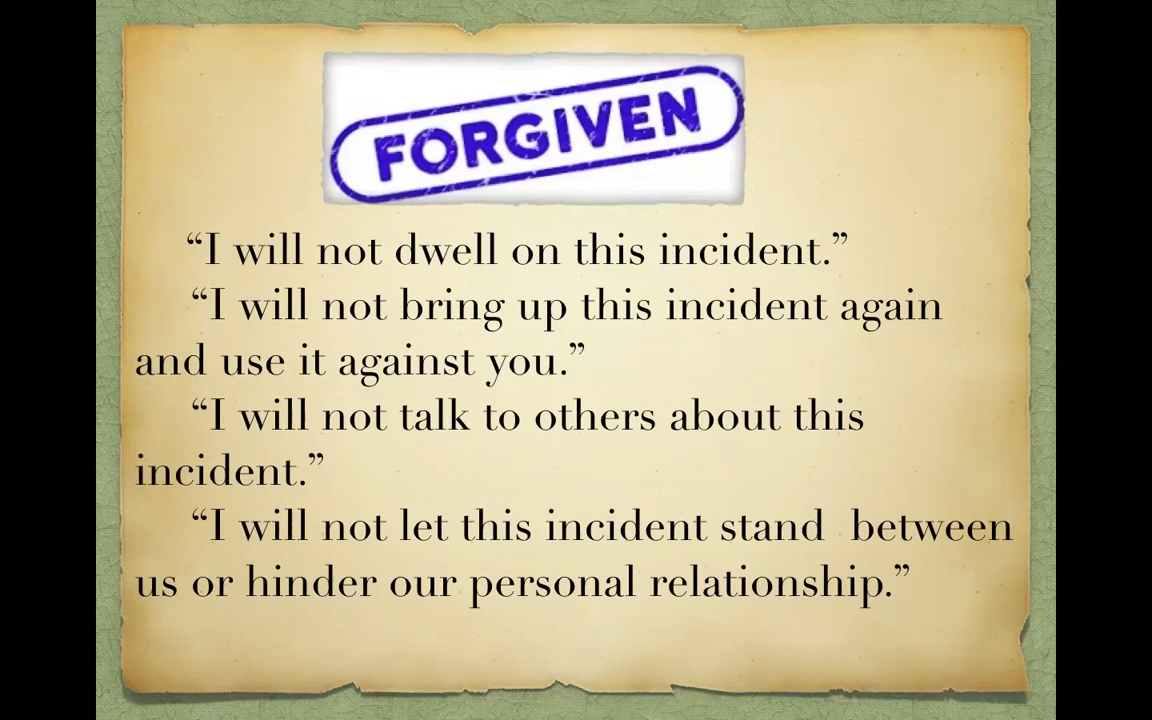 FORGIVEN
“I will not dwell on this incident.”
“I will not bring up this incident again
and use it against you.”
“I will not talk to others about this
incident.”
“I will not let this incident stand  between
us or hinder our personal relationship.”